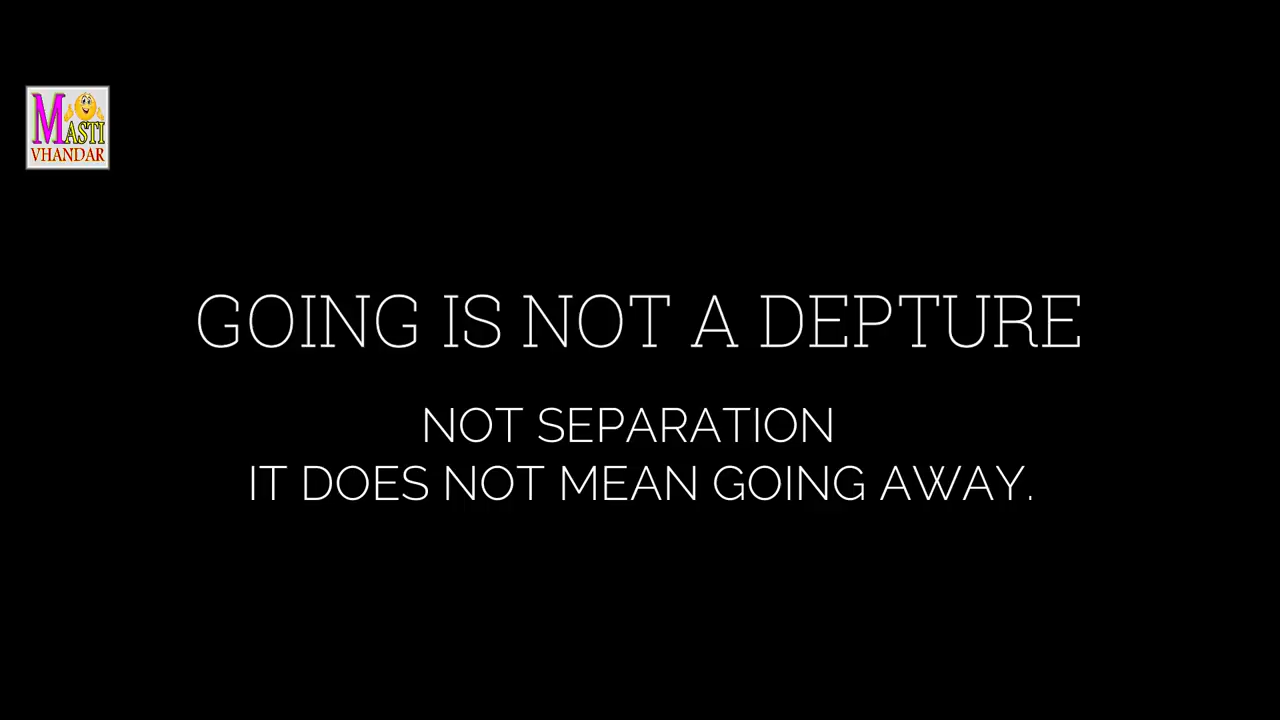 MASTI
VHANDAR
GOING IS NOT A DEPTURE
NOT SEPARATION
IT DOES NOT MEAN GOING AWAY.